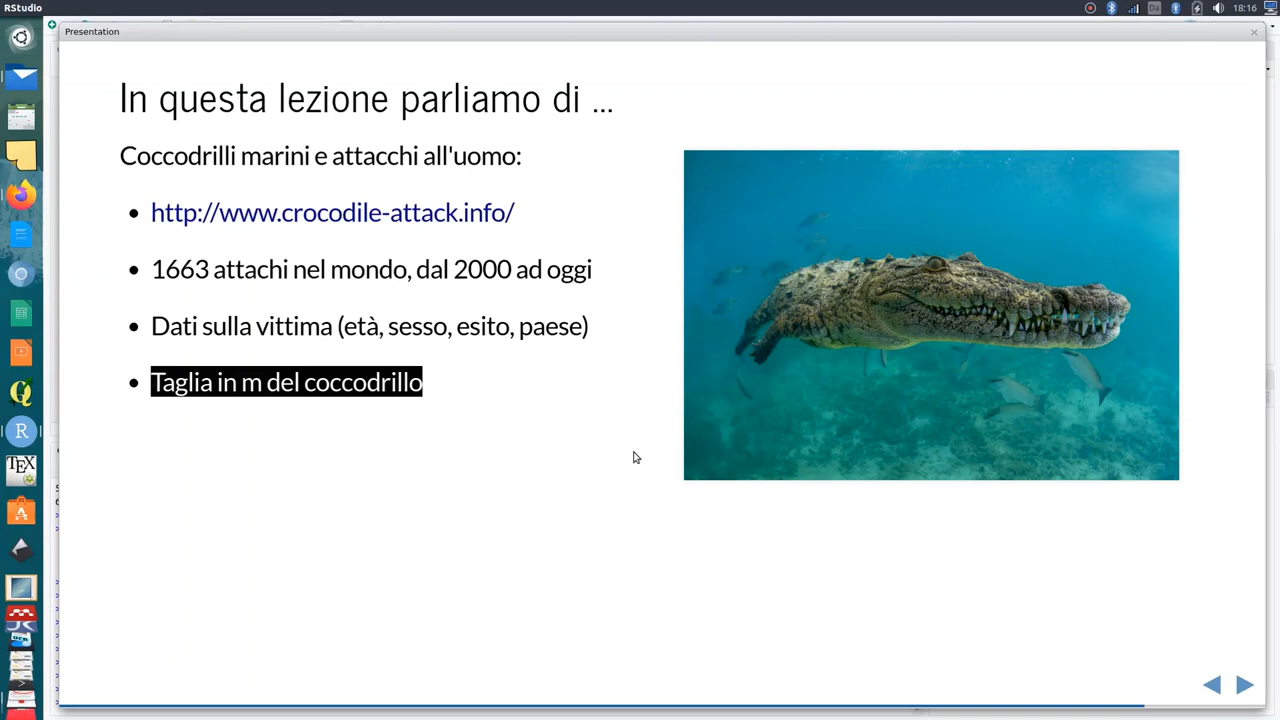 RStudio
Da
18:16
Presentation
In questa lezione parliamo di ...
Coccodrilli marini e attacchi all'uomo:
http://www.crocodile-attack.info/
1663 attachi nel mondo, dal 2000 ad oggi
Dati sulla vittima (età, sesso, esito, paese)
Taglia in m del coccodrillo
R
TEX